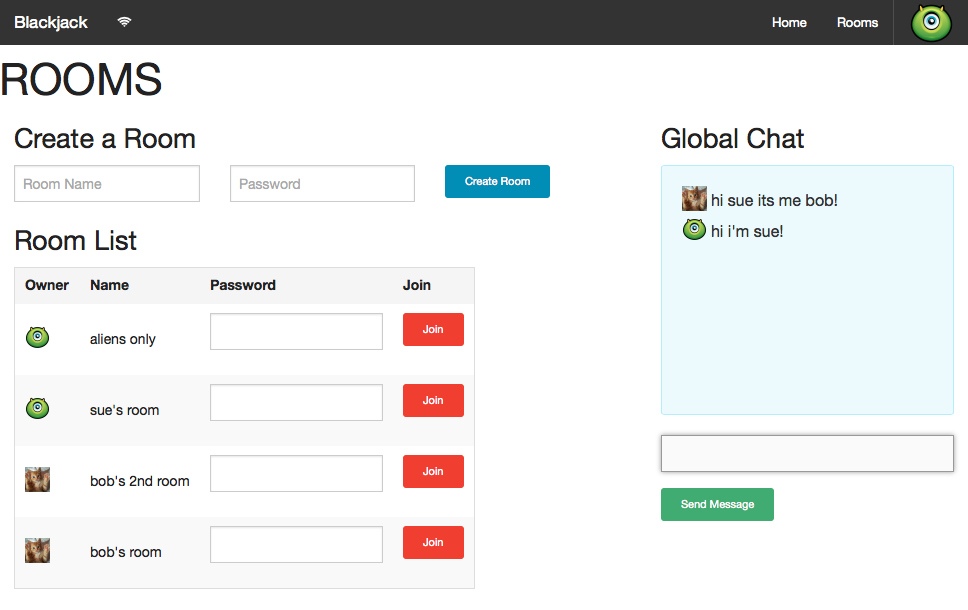 Blackjack Home Rooms
ROOMS
Create a Room
Room Name Password Create Room
Room List
Owner Name Password Join
aliens only Join
sue's room Join
bob's 2nd room Join
bob's room Join
Global Chat
hi sue its me bob!
hi i'm sue!
Send Message